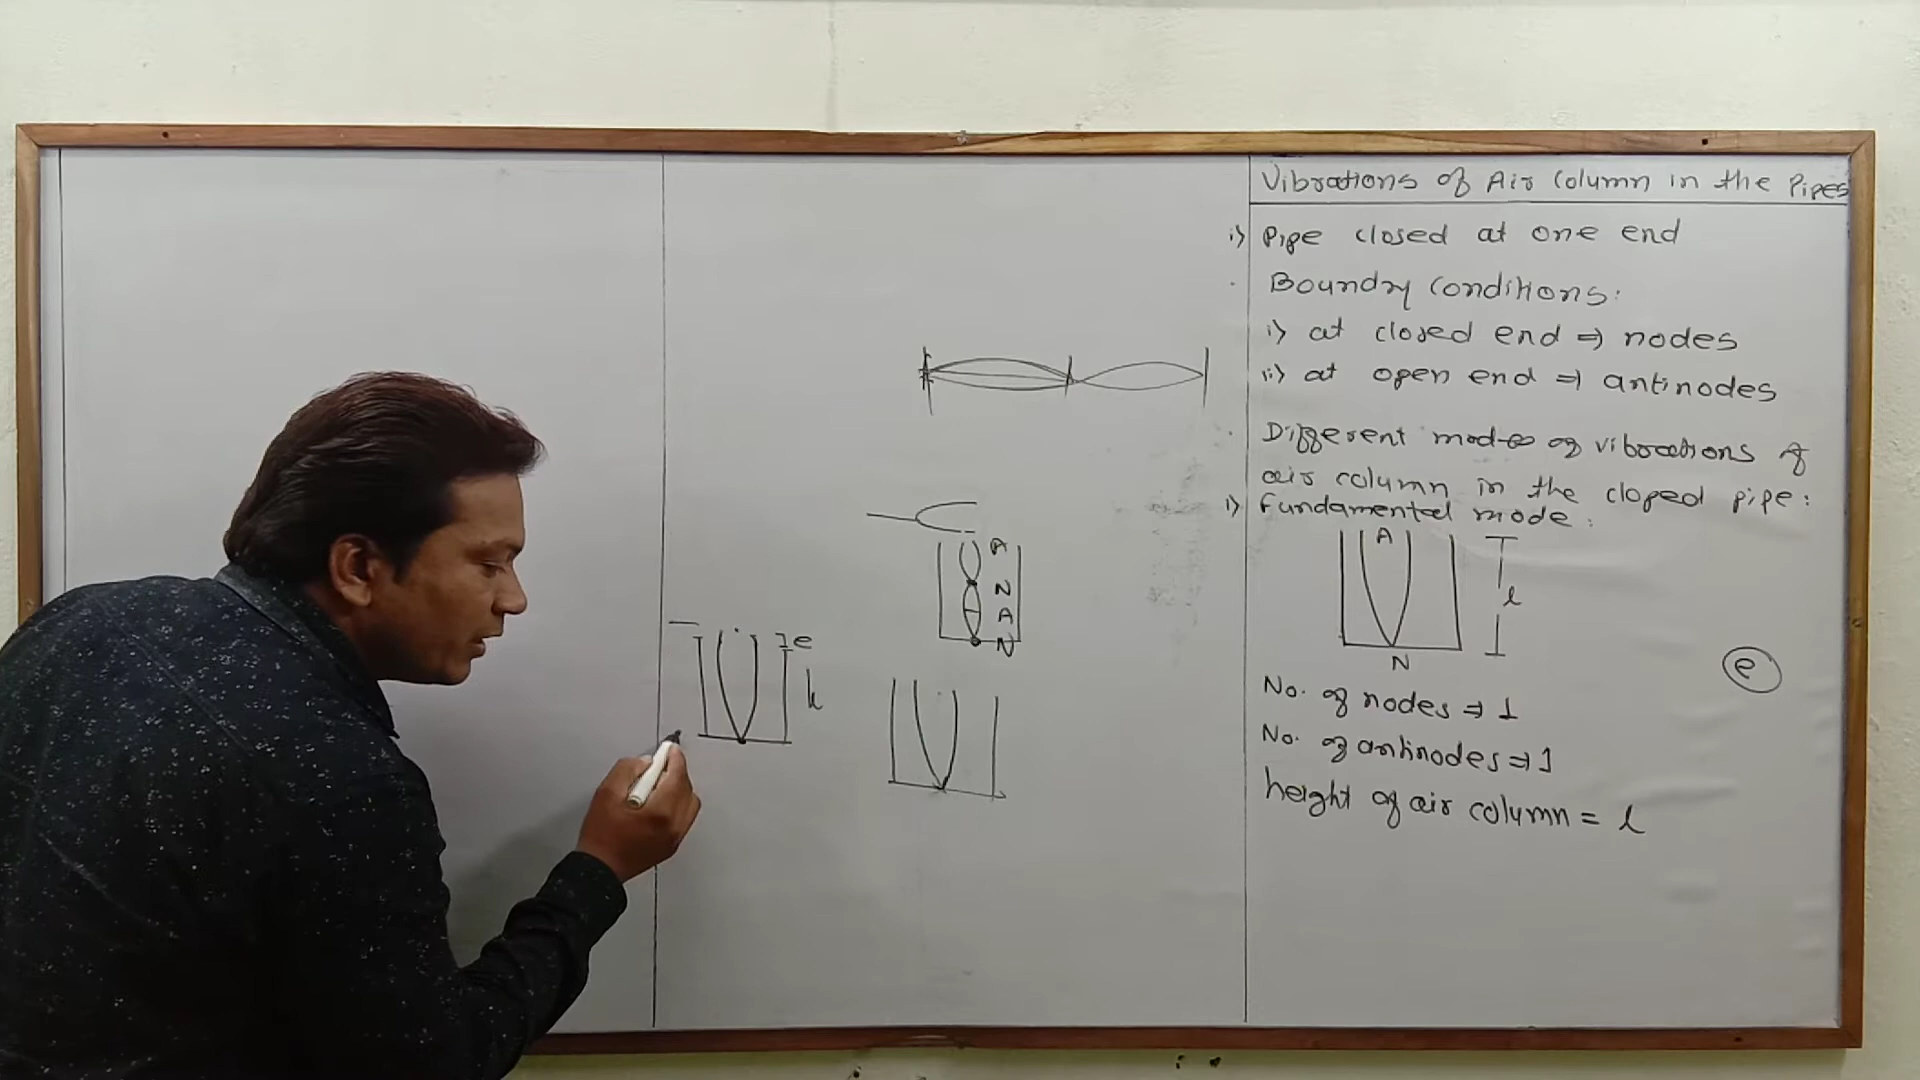 Vibrations of Air Column in the Pipes
i) Pipe closed at one end
Boundry Conditions:
i) at closed end ⇒ nodes
ii) at open end ⇒ antinodes
Different modes of vibrations of
air column in the closed pipe:
i) Fundamental mode:
A
l
N
e
No. of nodes ⇒ 1
No. of antinodes ⇒ 1
height of air column = l
A
N
A
N
e